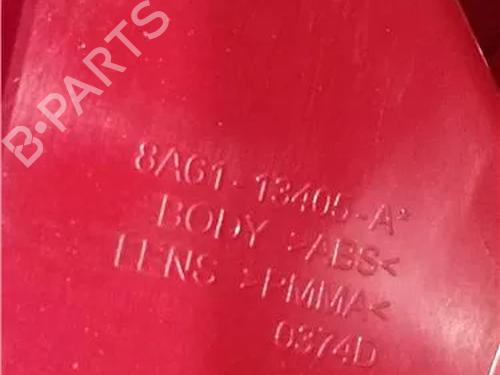 B-PARTS
8A61-13405-A*
BODY >ABS<
LENS >PMMA<
0374D